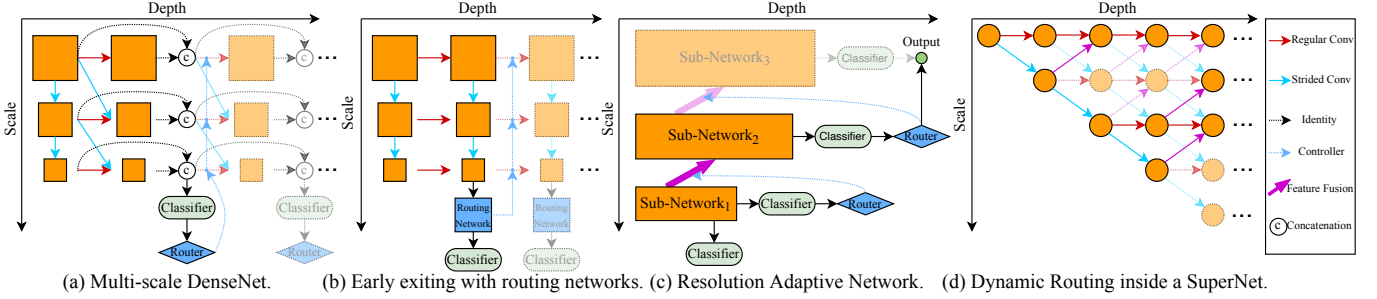 Depth
Scale
c
c
c
c
c
c
...
...
...
Classifier
Classifier
Router
Router
(a) Multi-scale DenseNet.
Depth
Scale
...
...
...
Routing
Network
Routing
Network
Classifier
Classifier
(b) Early exiting with routing networks.
Depth
Scale
Sub-Network3
Classifier
Output
Sub-Network2
Classifier
Router
Sub-Network1
Classifier
Router
Classifier
(c) Resolution Adaptive Network.
Depth
Scale
...
...
...
...
...
(d) Dynamic Routing inside a SuperNet.
Regular Conv
Strided Conv
Identity
Controller
Feature Fusion
c
Concatenation